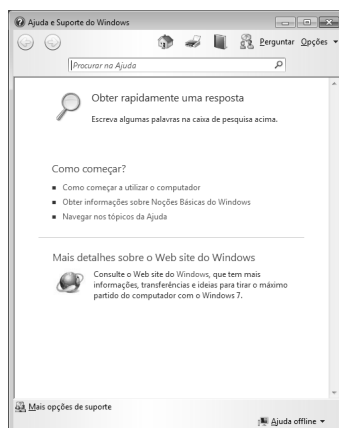 Ajuda e Suporte do Windows
Perguntar Opções
Procurar na Ajuda
Obter rapidamente uma resposta
Escreva algumas palavras na caixa de pesquisa acima.
Como começar?
Como começar a utilizar o computador
Obter informações sobre Noções Básicas do Windows
Navegar nos tópicos da Ajuda
Mais detalhes sobre o Web site do Windows
Consulte o Web site do Windows, que tem mais
informações, transferências e ideias para tirar o máximo
partido do computador com o Windows 7.
Mais opções de suporte
Ajuda offline